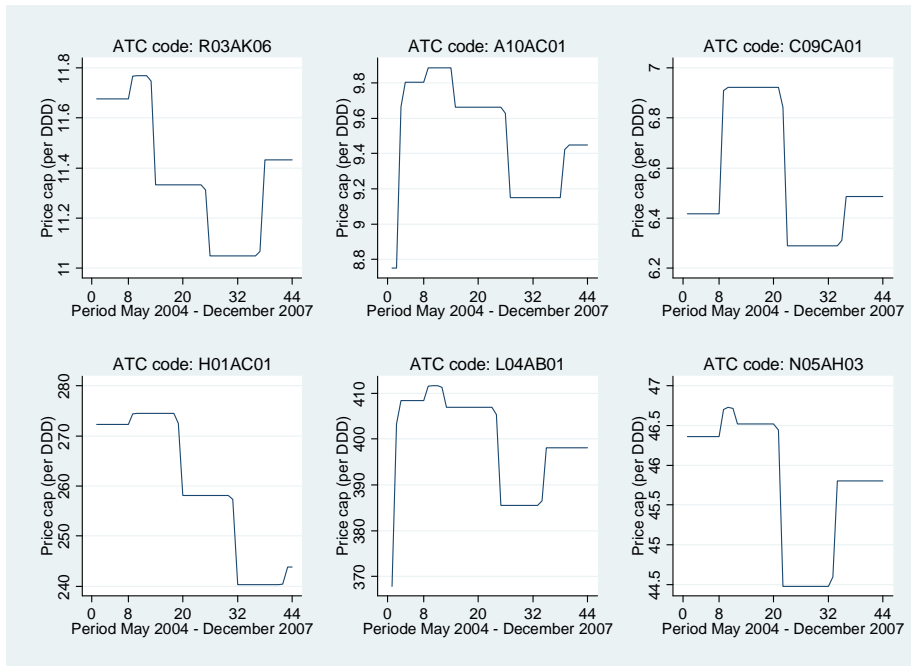 ATC code: R03AK06
Price cap (per DDD)
11.8
11.6
11.4
11.2
11
0 8 20 32 44
Period May 2004 - December 2007
ATC code: A10AC01
Price cap (per DDD)
9.8
9.6
9.4
9.2
9
8.8
0 8 20 32 44
Period May 2004 - December 2007
ATC code: C09CA01
Price cap (per DDD)
7
6.8
6.6
6.4
6.2
0 8 20 32 44
Period May 2004 - December 2007
ATC code: H01AC01
Price cap (per DDD)
280
270
260
250
240
0 8 20 32 44
Period May 2004 - December 2007
ATC code: L04AB01
Price cap (per DDD)
410
400
390
380
370
0 8 20 32 44
Periode May 2004 - December 2007
ATC code: N05AH03
Price cap (per DDD)
47
46.5
46
45.5
45
44.5
0 8 20 32 44
Period May 2004 - December 2007